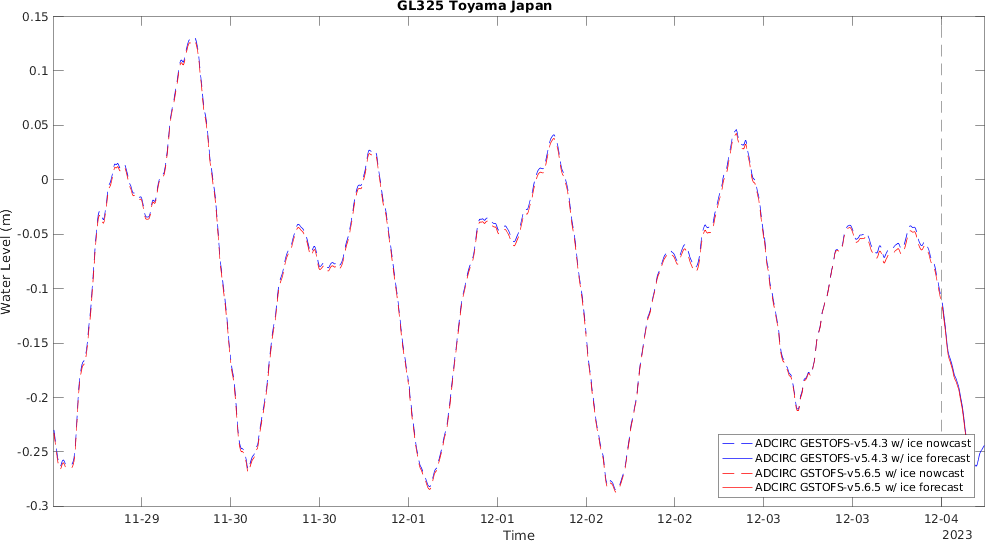 GL325 Toyama Japan
0.15
0.1
0.05
0
-0.05
-0.1
-0.15
-0.2
-0.25
-0.3
Water Level (m)
ADCIRC GESTOFS-v5.4.3 w/ ice nowcast
ADCIRC GESTOFS-v5.4.3 w/ ice forecast
ADCIRC GSTOFS-v5.6.5 w/ ice nowcast
ADCIRC GSTOFS-v5.6.5 w/ ice forecast
11-29 11-30 11-30 12-01 12-01 12-02 12-02 12-03 12-03 12-04
Time 2023